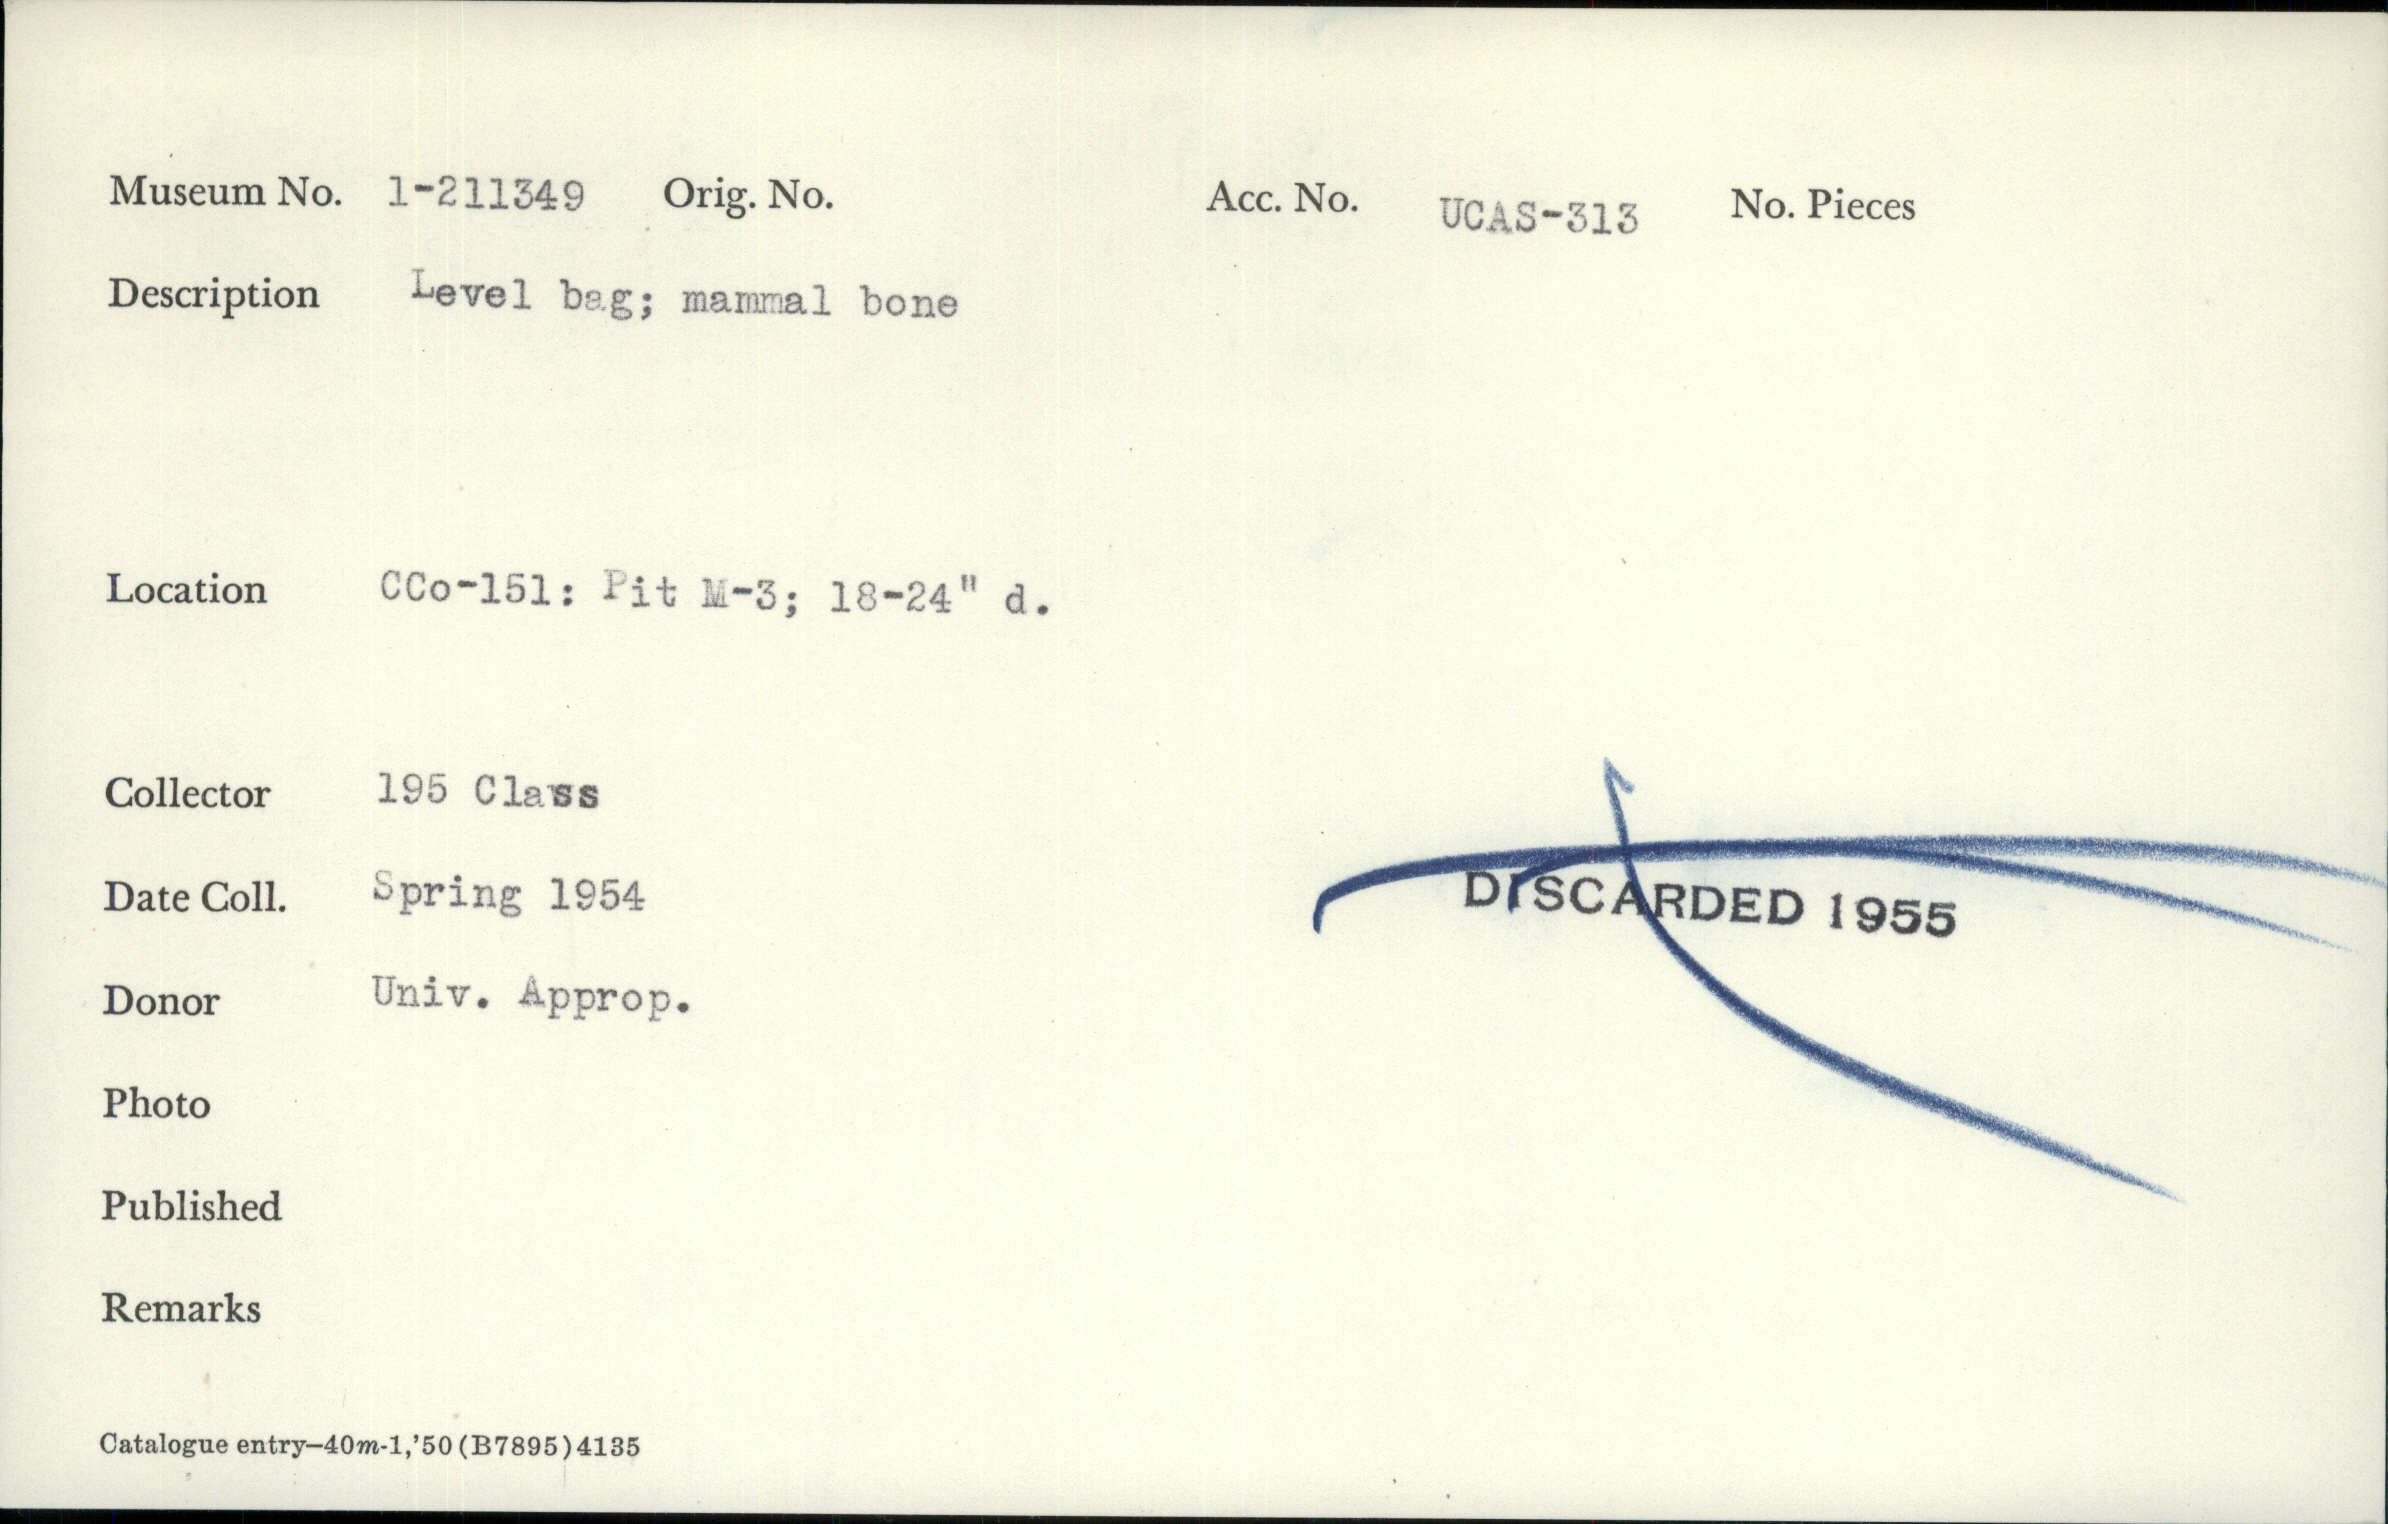 Museum No. 1-211349 Orig. No. Acc. No. UCAS-313 No. Pieces
Description Level bag; mammal bone
Location CCo-151: Pit M-3; 18-24" d.
Collector 195 Class
Date Coll. Spring 1954
DISCARDED 1955
Donor Univ. Approp.
Photo
Published
Remarks
Catalogue entry—40m-1,'50(B7895)4135